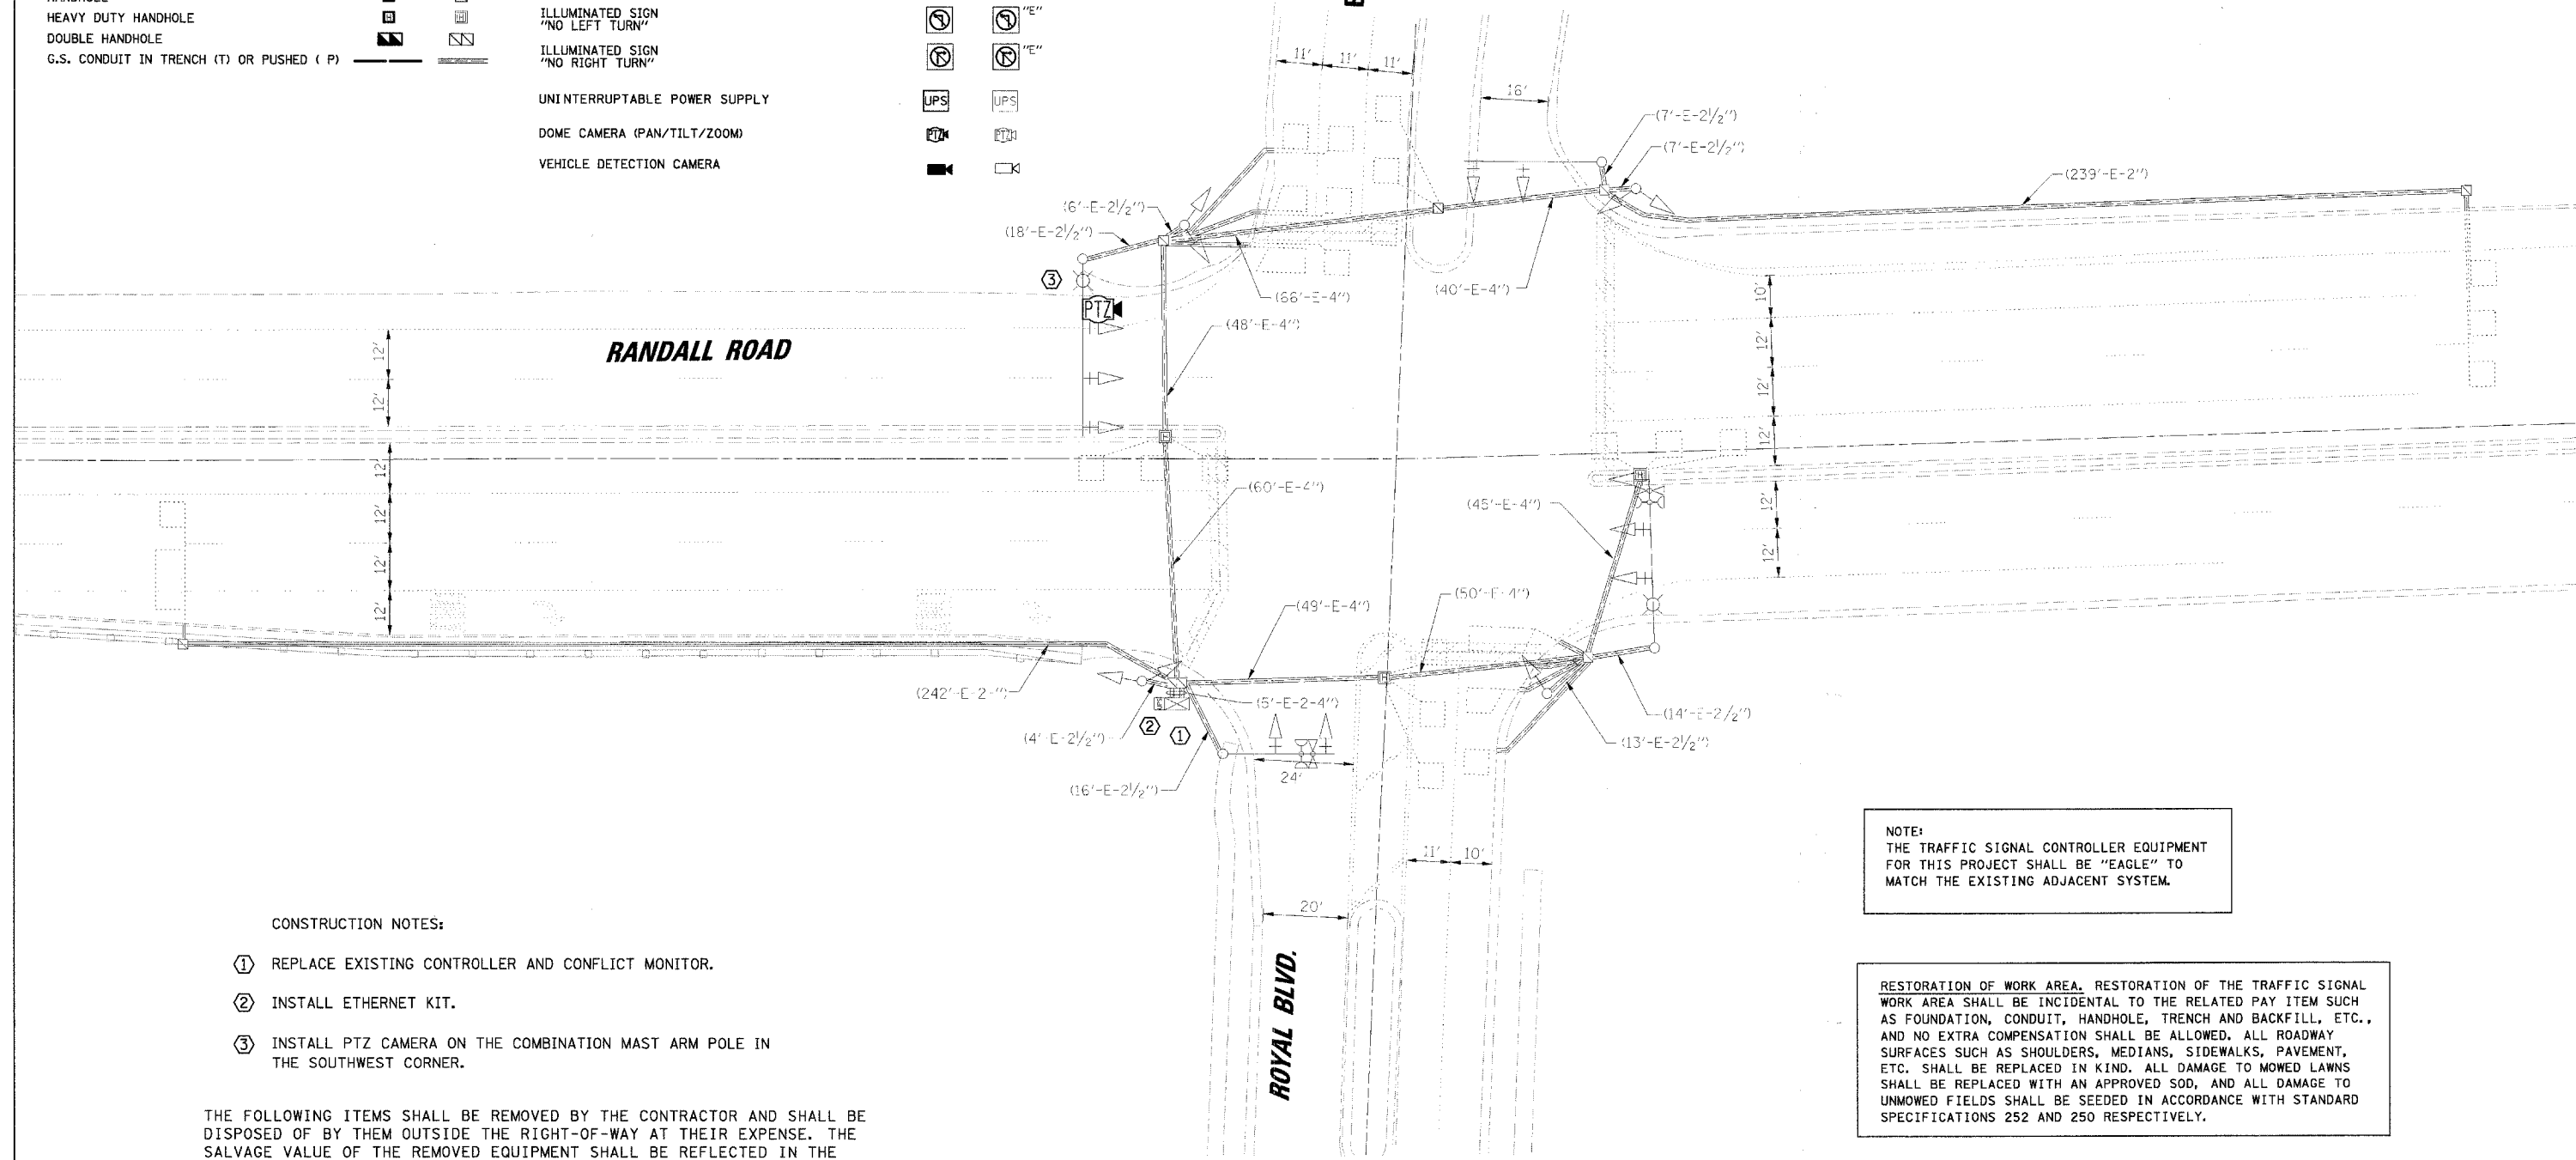 HEAVY DUTY HANDHOLE
DOUBLE HANDHOLE
G.S. CONDUIT IN TRENCH (T) OR PUSHED ( P)
ILLUMINATED SIGN
"NO LEFT TURN"
"E"
ILLUMINATED SIGN
"NO RIGHT TURN"
"E"
UNINTERRUPTABLE POWER SUPPLY
UPS UPS
DOME CAMERA (PAN/TILT/ZOOM)
PTZ PTZ
VEHICLE DETECTION CAMERA
11' 11' 11'
16'
(7'-E-2½")
(7'-E-2½")
(239'-E-2")
(6'-E-2½")
(18'-E-2½")
3
PTZ
(66'-E-4")
(40'-E-4")
(48'-E-4")
RANDALL ROAD
12'
12'
12'
12'
12'
12'
10'
12'
12'
12'
12'
12'
(60'-E-4")
(45'-E-4")
(49'-E-4")
(50'-E-4")
(242'-E-2-")
(5'-E-2-4")
(4'-E-2½")
2
1
(16'-E-2½")
24'
(14'-E-2½")
(13'-E-2½")
11' 10'
20'
ROYAL BLVD.
NOTE:
THE TRAFFIC SIGNAL CONTROLLER EQUIPMENT
FOR THIS PROJECT SHALL BE "EAGLE" TO
MATCH THE EXISTING ADJACENT SYSTEM.
CONSTRUCTION NOTES:
1 REPLACE EXISTING CONTROLLER AND CONFLICT MONITOR.
2 INSTALL ETHERNET KIT.
3 INSTALL PTZ CAMERA ON THE COMBINATION MAST ARM POLE IN
THE SOUTHWEST CORNER.
THE FOLLOWING ITEMS SHALL BE REMOVED BY THE CONTRACTOR AND SHALL BE
DISPOSED OF BY THEM OUTSIDE THE RIGHT-OF-WAY AT THEIR EXPENSE. THE
SALVAGE VALUE OF THE REMOVED EQUIPMENT SHALL BE REFLECTED IN THE
RESTORATION OF WORK AREA. RESTORATION OF THE TRAFFIC SIGNAL
WORK AREA SHALL BE INCIDENTAL TO THE RELATED PAY ITEM SUCH
AS FOUNDATION, CONDUIT, HANDHOLE, TRENCH AND BACKFILL, ETC.,
AND NO EXTRA COMPENSATION SHALL BE ALLOWED. ALL ROADWAY
SURFACES SUCH AS SHOULDERS, MEDIANS, SIDEWALKS, PAVEMENT,
ETC. SHALL BE REPLACED IN KIND. ALL DAMAGE TO MOWED LAWNS
SHALL BE REPLACED WITH AN APPROVED SOD, AND ALL DAMAGE TO
UNMOWED FIELDS SHALL BE SEEDED IN ACCORDANCE WITH STANDARD
SPECIFICATIONS 252 AND 250 RESPECTIVELY.